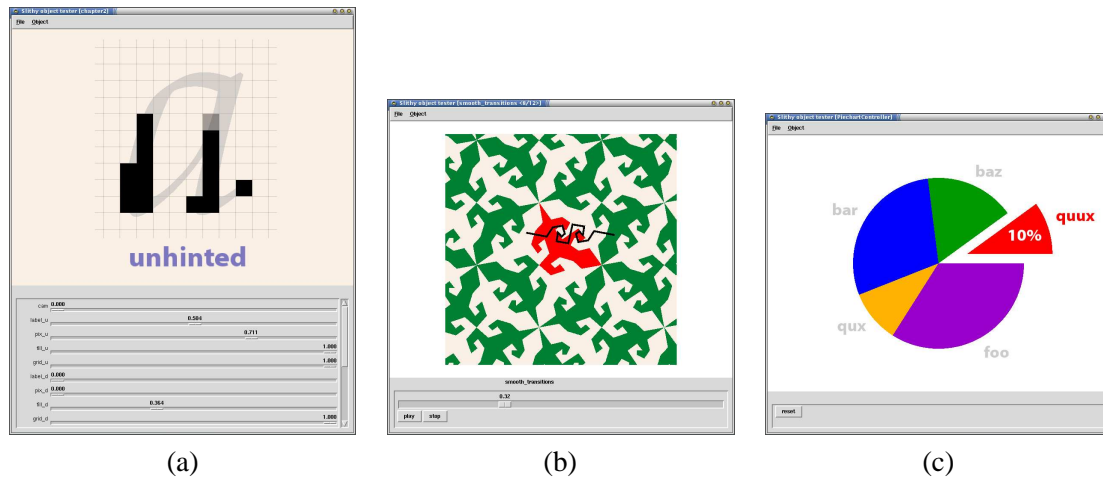 Slithy object tester [chapter2]
File Object
a
unhinted
cam 0.000
label_u 0.584
pix_u 0.711
fill_u 1.000
grid_u 1.000
label_d 0.000
pix_d 0.000
fill_d 0.364
grid_d 1.000
(a)
Slithy object tester [smooth_transitions <8/12>]
File Object
smooth_transitions
0.32
play stop
(b)
Slithy object tester [PiechartController]
File Object
baz
bar
quux
10%
qux
foo
reset
(c)